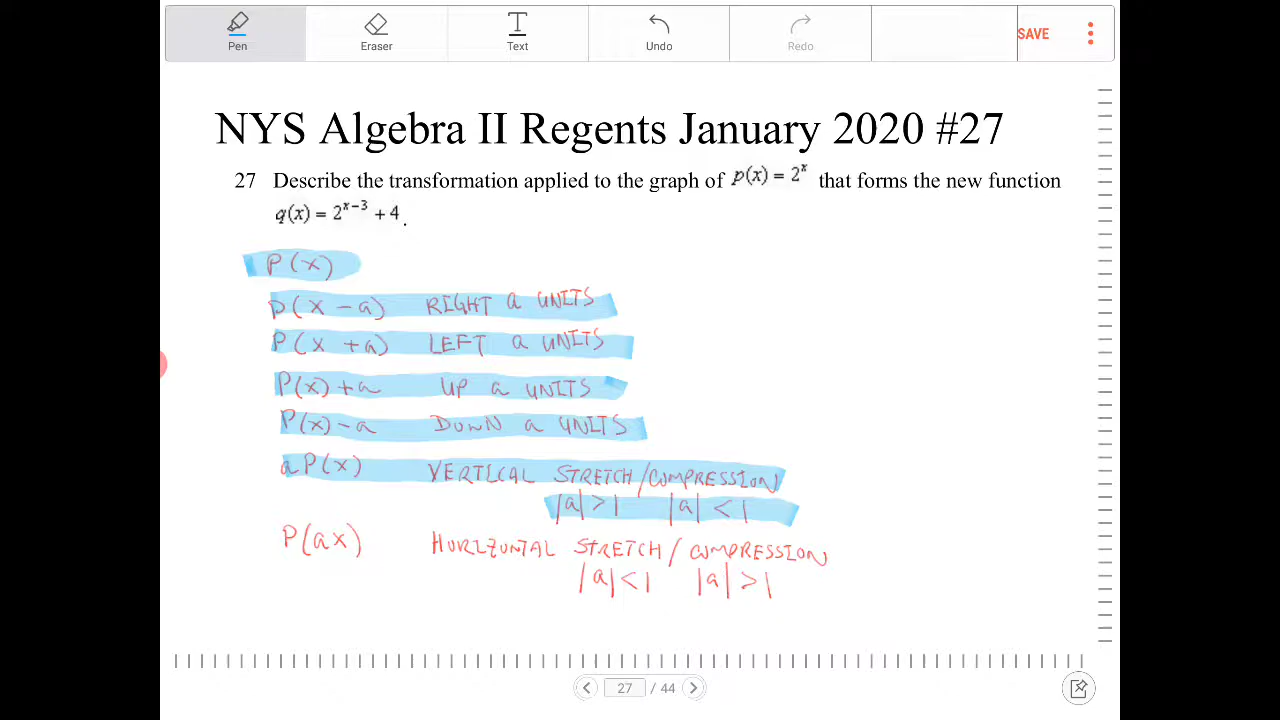 Pen Eraser Text Undo Redo SAVE
NYS Algebra II Regents January 2020 #27
27 Describe the transformation applied to the graph of p(x) = 2^x that forms the new function
q(x) = 2^(x-3) + 4.
P(x)
P(x - a) RIGHT a UNITS
P(x + a) LEFT a UNITS
P(x) + a UP a UNITS
P(x) - a DOWN a UNITS
a P(x) VERTICAL STRETCH/COMPRESSION
|a| > 1 |a| < 1
P(ax) HORIZONTAL STRETCH/COMPRESSION
|a| < 1 |a| > 1
27 / 44